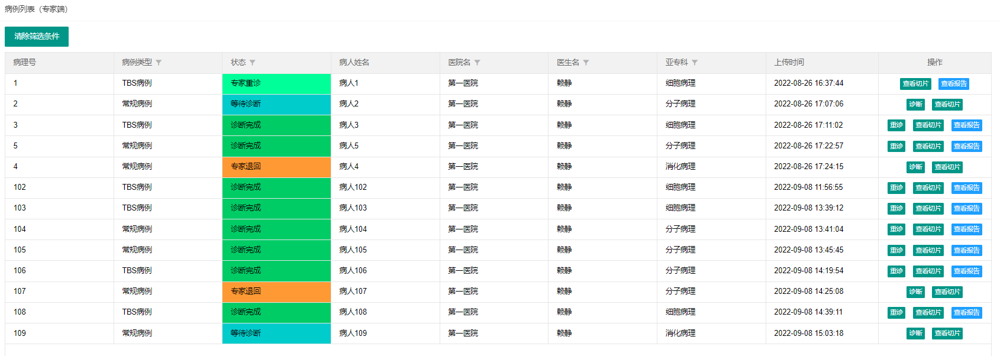 病例列表（专家端）
清除筛选条件
病理号 病例类型 状态 病人姓名 医院名 医生名 亚专科 上传时间 操作
1 TBS病例 专家重诊 病人1 第一医院 赖静 细胞病理 2022-08-26 16:37:44 查看切片 查看报告
2 常规病例 等待诊断 病人2 第一医院 赖静 分子病理 2022-08-26 17:07:06 诊断 查看切片
3 TBS病例 诊断完成 病人3 第一医院 赖静 细胞病理 2022-08-26 17:11:02 重诊 查看切片 查看报告
5 常规病例 诊断完成 病人5 第一医院 赖静 分子病理 2022-08-26 17:22:57 重诊 查看切片 查看报告
4 常规病例 专家退回 病人4 第一医院 赖静 消化病理 2022-08-26 17:24:15 诊断 查看切片
102 TBS病例 诊断完成 病人102 第一医院 赖静 细胞病理 2022-09-08 11:56:55 重诊 查看切片 查看报告
103 TBS病例 诊断完成 病人103 第一医院 赖静 细胞病理 2022-09-08 13:39:12 重诊 查看切片 查看报告
104 常规病例 诊断完成 病人104 第一医院 赖静 分子病理 2022-09-08 13:41:04 重诊 查看切片 查看报告
105 常规病例 诊断完成 病人105 第一医院 赖静 分子病理 2022-09-08 13:45:45 重诊 查看切片 查看报告
106 TBS病例 诊断完成 病人106 第一医院 赖静 分子病理 2022-09-08 14:19:54 重诊 查看切片 查看报告
107 常规病例 专家退回 病人107 第一医院 赖静 分子病理 2022-09-08 14:25:08 诊断 查看切片
108 TBS病例 诊断完成 病人108 第一医院 赖静 细胞病理 2022-09-08 14:39:11 重诊 查看切片 查看报告
109 常规病例 等待诊断 病人109 第一医院 赖静 消化病理 2022-09-08 15:03:18 诊断 查看切片